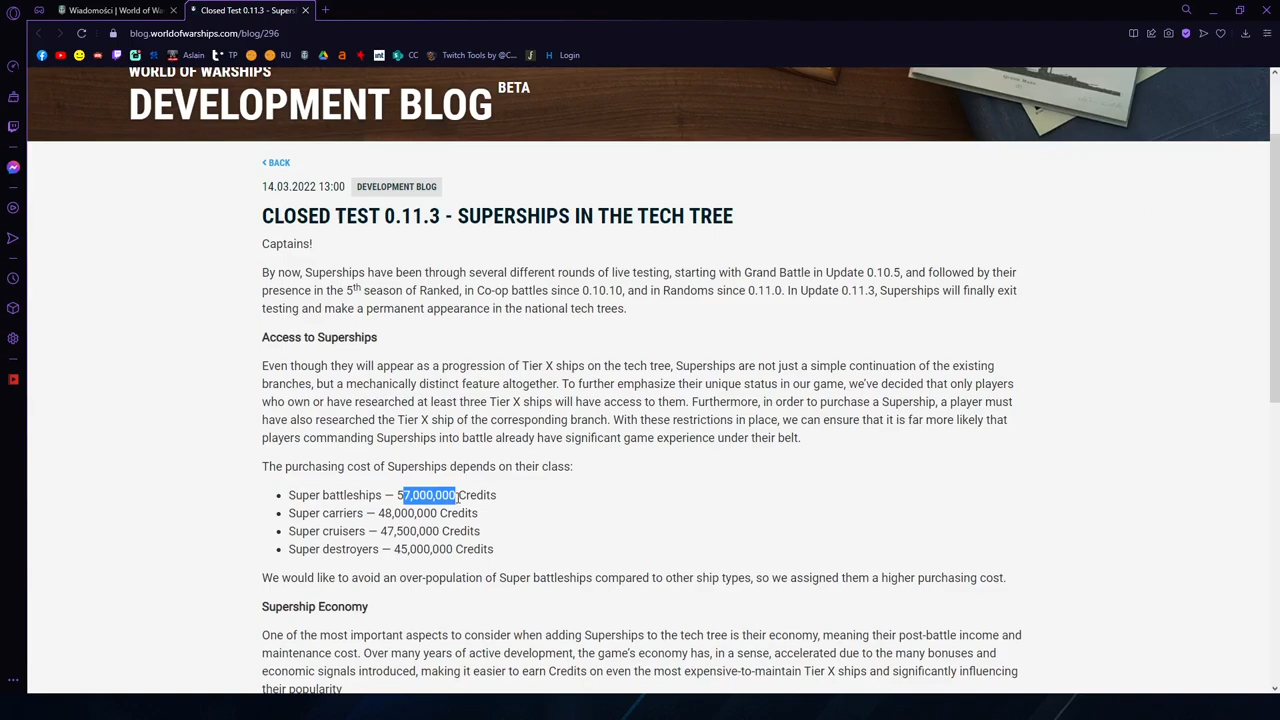 Wiadomości | World of War
Closed Test 0.11.3 - Supersh
blog.worldofwarships.com/blog/296
Aslain
TP
RU
CC
Twitch Tools by @C...
Login
WORLD OF WARSHIPS
DEVELOPMENT BLOG BETA
BACK
14.03.2022 13:00 DEVELOPMENT BLOG
CLOSED TEST 0.11.3 - SUPERSHIPS IN THE TECH TREE
Captains!
By now, Superships have been through several different rounds of live testing, starting with Grand Battle in Update 0.10.5, and followed by their
presence in the 5th season of Ranked, in Co-op battles since 0.10.10, and in Randoms since 0.11.0. In Update 0.11.3, Superships will finally exit
testing and make a permanent appearance in the national tech trees.
Access to Superships
Even though they will appear as a progression of Tier X ships on the tech tree, Superships are not just a simple continuation of the existing
branches, but a mechanically distinct feature altogether. To further emphasize their unique status in our game, we've decided that only players
who own or have researched at least three Tier X ships will have access to them. Furthermore, in order to purchase a Supership, a player must
have also researched the Tier X ship of the corresponding branch. With these restrictions in place, we can ensure that it is far more likely that
players commanding Superships into battle already have significant game experience under their belt.
The purchasing cost of Superships depends on their class:
• Super battleships — 57,000,000 Credits
• Super carriers — 48,000,000 Credits
• Super cruisers — 47,500,000 Credits
• Super destroyers — 45,000,000 Credits
We would like to avoid an over-population of Super battleships compared to other ship types, so we assigned them a higher purchasing cost.
Supership Economy
One of the most important aspects to consider when adding Superships to the tech tree is their economy, meaning their post-battle income and
maintenance cost. Over many years of active development, the game's economy has, in a sense, accelerated due to the many bonuses and
economic signals introduced, making it easier to earn Credits on even the most expensive-to-maintain Tier X ships and significantly influencing
their popularity